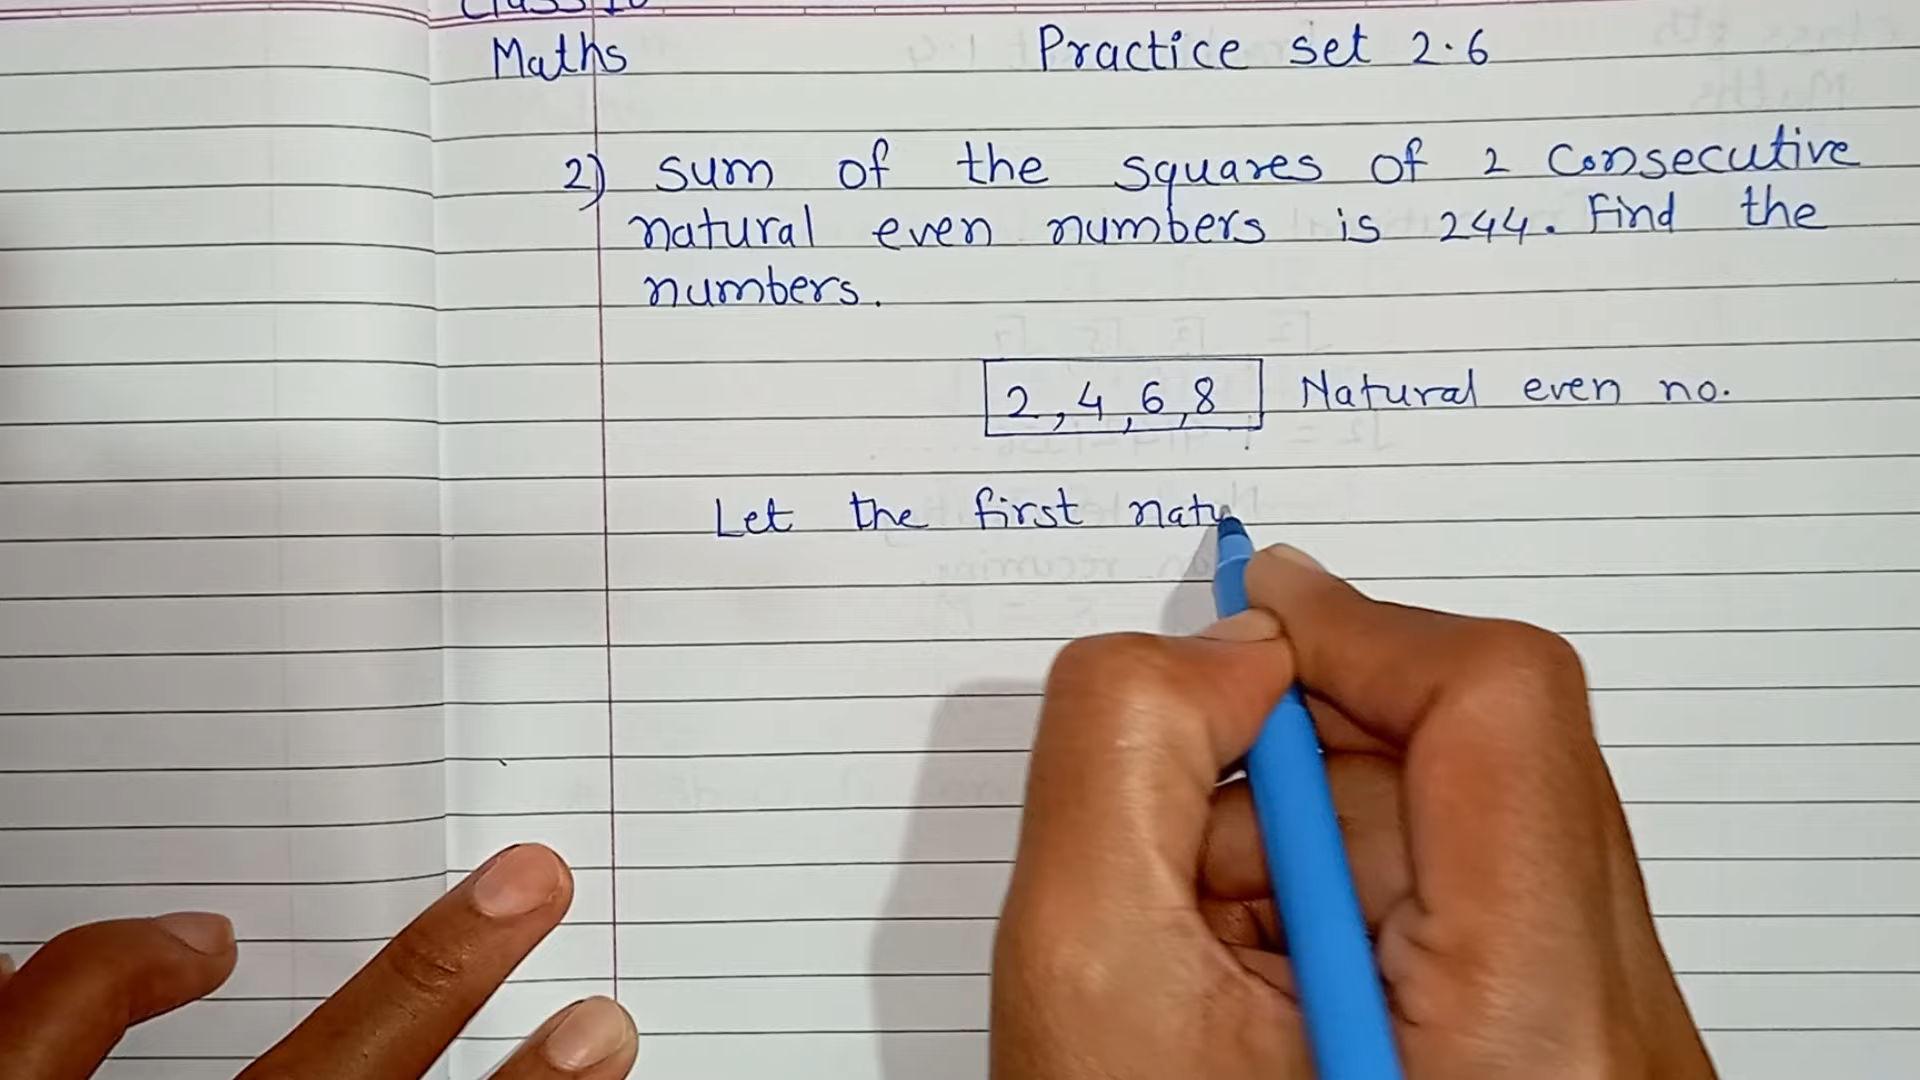 Maths Practice set 2.6
2) sum of the squares of 2 consecutive
natural even numbers is 244. Find the
numbers.
2, 4, 6, 8 Natural even no.
Let the first natu